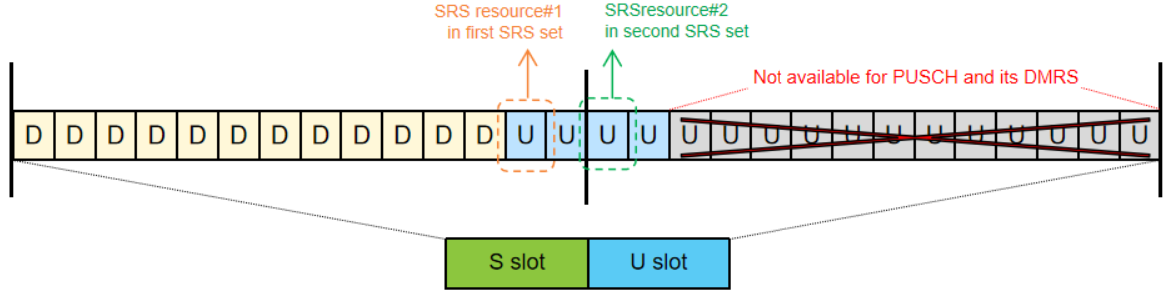 SRS resource#1
in first SRS set
SRSresource#2
in second SRS set
Not available for PUSCH and its DMRS
D D D D D D D D D D D D U U U U U U U U U U U U U U U U
S slot U slot